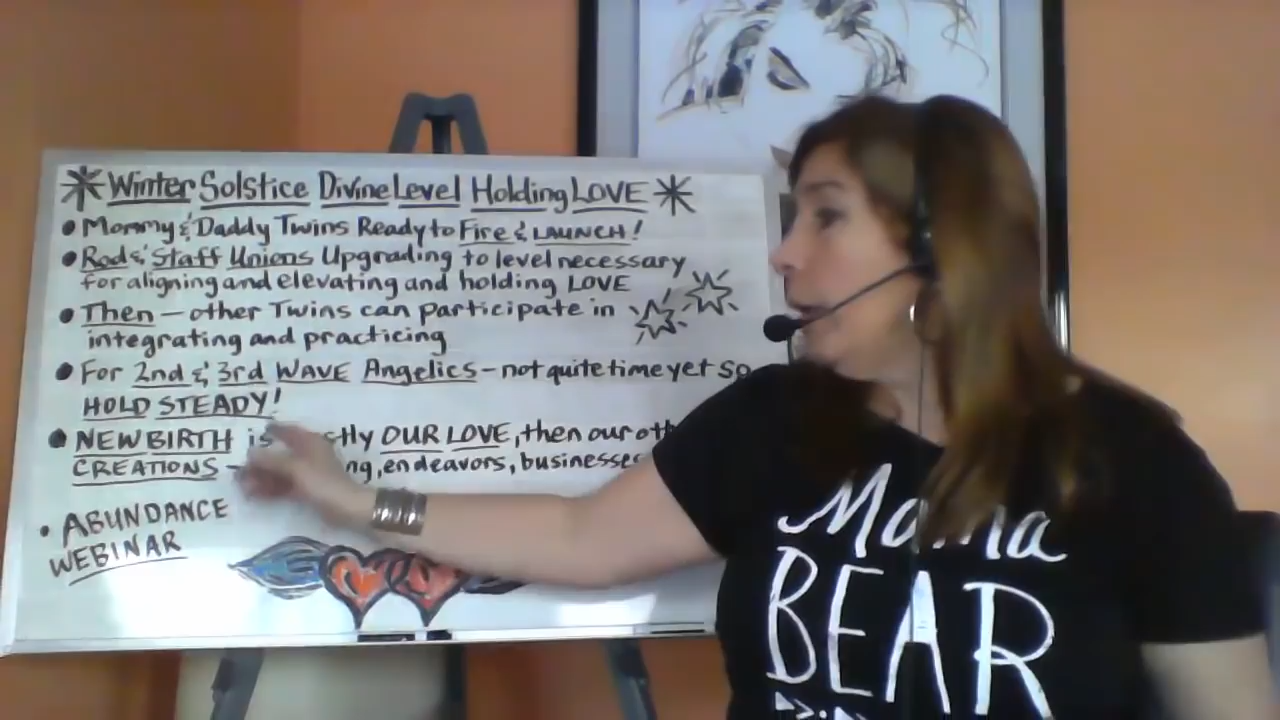 Winter Solstice Divine Level Holding LOVE
• Mommy & Daddy Twins Ready to Fire & LAUNCH!
• Rod & Staff Unions Upgrading to level necessary
for aligning and elevating and holding LOVE
• Then — other Twins can participate in
integrating and practicing
• For 2nd & 3rd WAVE Angelics - not quite time yet so
HOLD STEADY!
• NEW BIRTH is OUR LOVE, then our
CREATIONS - endeavors, businesses
• ABUNDANCE
WEBINAR
Mama
BEAR